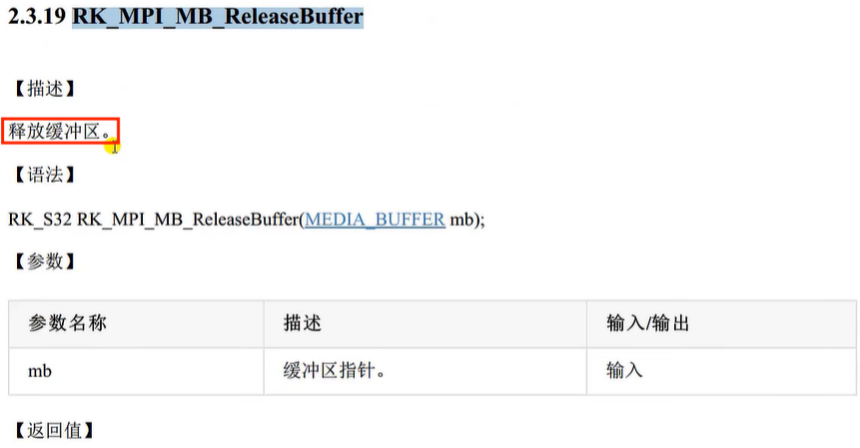 2.3.19 RK_MPI_MB_ReleaseBuffer
【描述】
释放缓冲区。
【语法】
RK_S32 RK_MPI_MB_ReleaseBuffer(MEDIA_BUFFER mb);
【参数】
参数名称 描述 输入/输出
mb 缓冲区指针。 输入
【返回值】